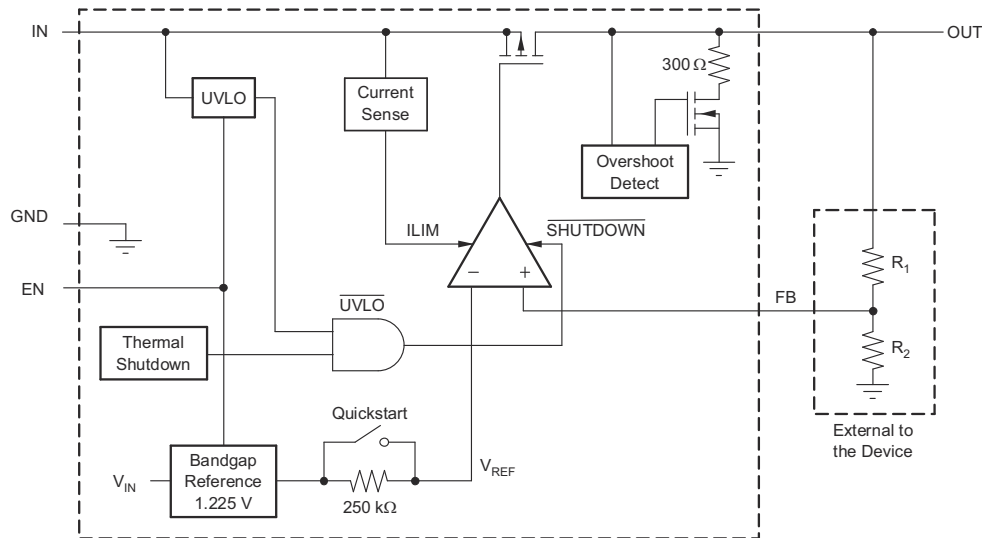 IN
OUT
300 Ω
UVLO
Current
Sense
Overshoot
Detect
GND
ILIM
SHUTDOWN
R1
EN
FB
UVLO
Thermal
Shutdown
R2
Quickstart
External to
the Device
VIN
Bandgap
Reference
1.225 V
VREF
250 kΩ
− +